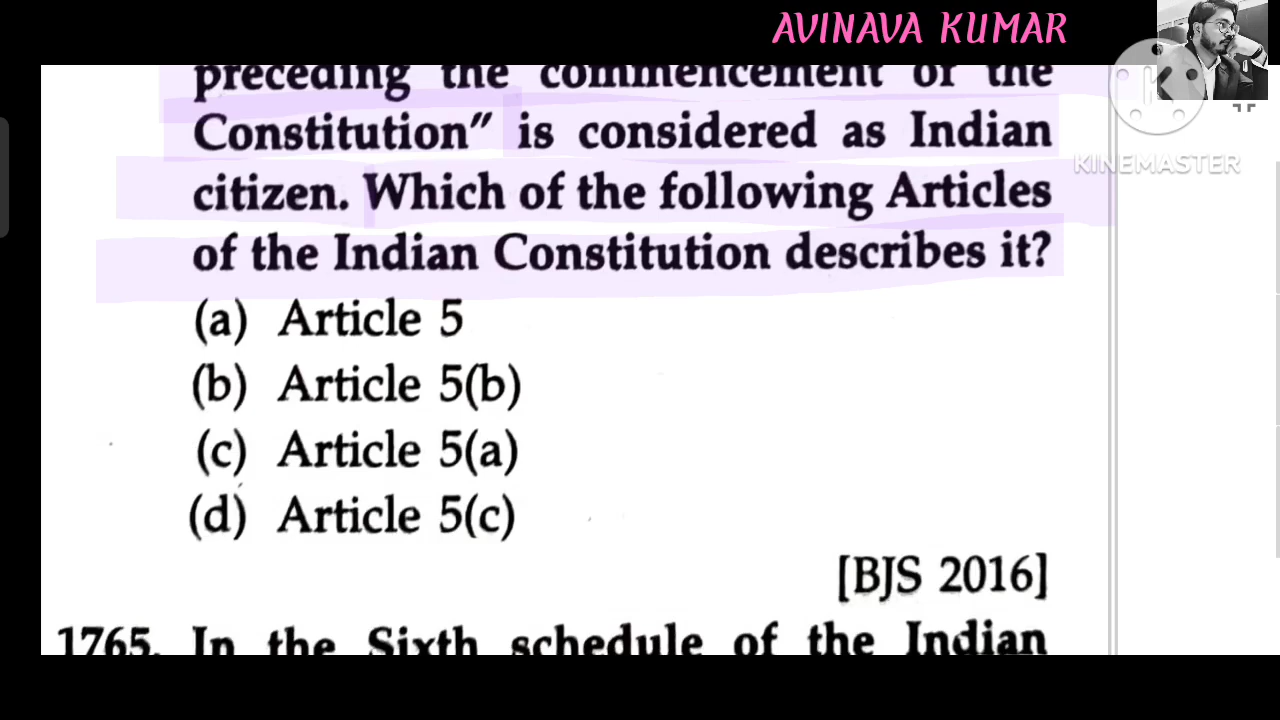 AVINAVA KUMAR
preceding the commencement of the
Constitution” is considered as Indian
citizen. Which of the following Articles
of the Indian Constitution describes it?
(a) Article 5
(b) Article 5(b)
(c) Article 5(a)
(d) Article 5(c)
[BJS 2016]
1765. In the Sixth schedule of the Indian
KINEMASTER